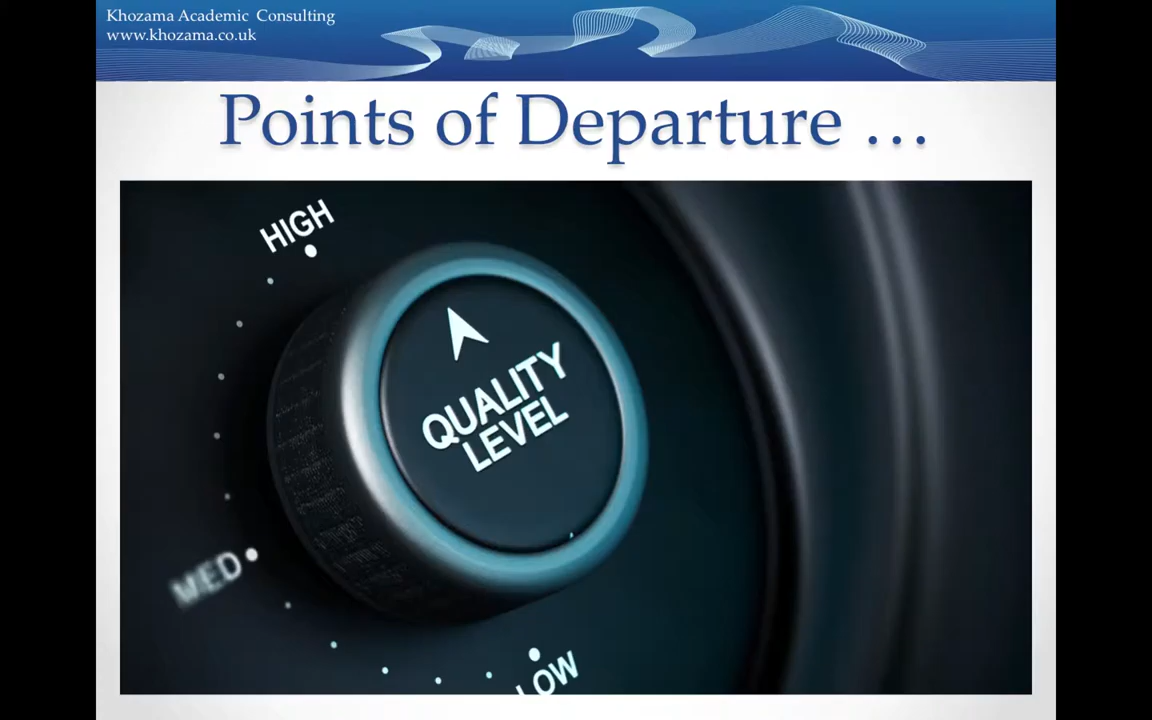 Khozama Academic Consulting
www.khozama.co.uk
Points of Departure …
HIGH
QUALITY
LEVEL
MED
LOW